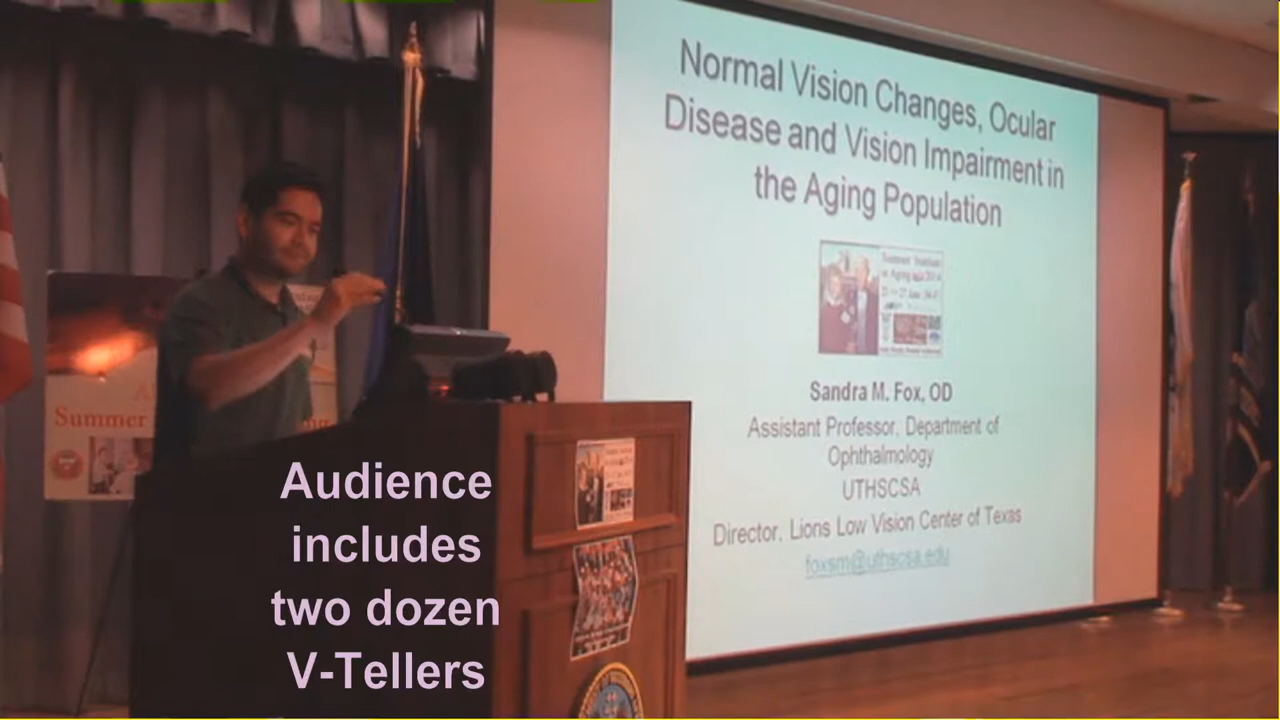 Normal Vision Changes, Ocular
Disease and Vision Impairment in
the Aging Population
Sandra M. Fox, OD
Assistant Professor, Department of
Ophthalmology
UTHSCSA
Director, Lions Low Vision Center of Texas
foxsm@uthscsa.edu
Summer
Audience
includes
two dozen
V-Tellers